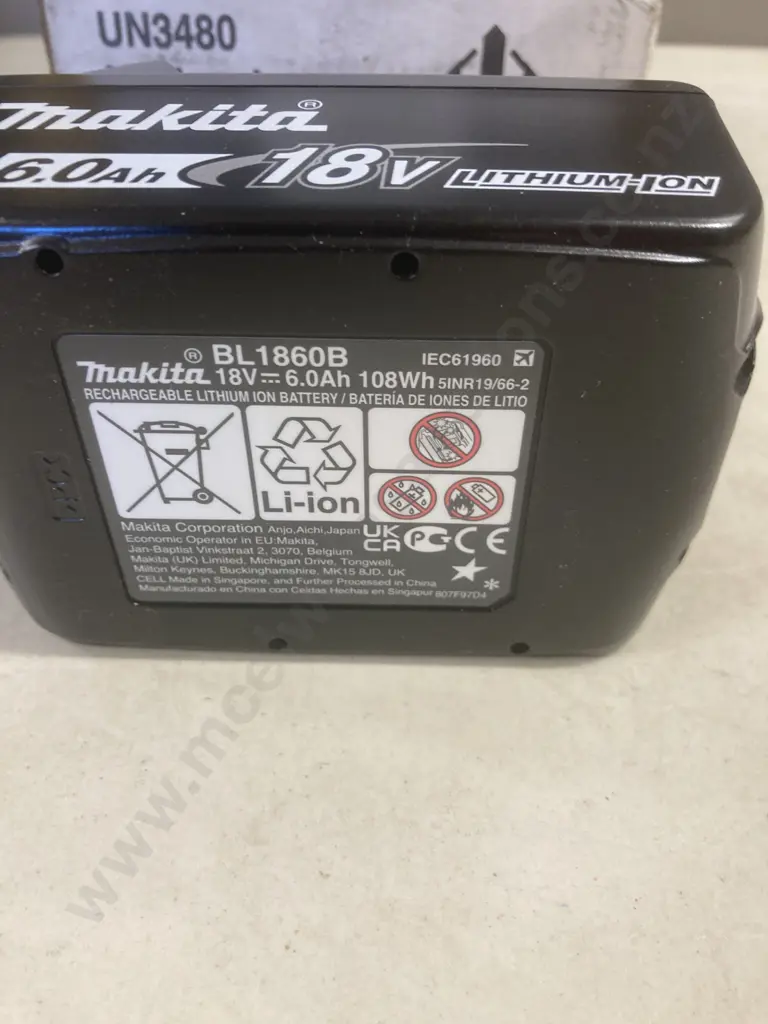 UN3480
makita®
6.0Ah 18V LITHIUM-ION
® BL1860B IEC61960
makita 18V 6.0Ah 108Wh 5INR19/66-2
RECHARGEABLE LITHIUM ION BATTERY / BATERÍA DE IONES DE LITIO
Li-ion
Makita Corporation Anjo,Aichi,Japan
Economic Operator in EU:Makita,
Jan-Baptist Vinkstraat 2, 3070, Belgium
Makita (UK) Limited, Michigan Drive, Tongwell,
Milton Keynes, Buckinghamshire, MK15 8JD, UK
CELL Made in Singapore, and Further Processed in China
Manufacturado en China con Celdas Hechas en Singapur 807F97D4
UK
CA
CE